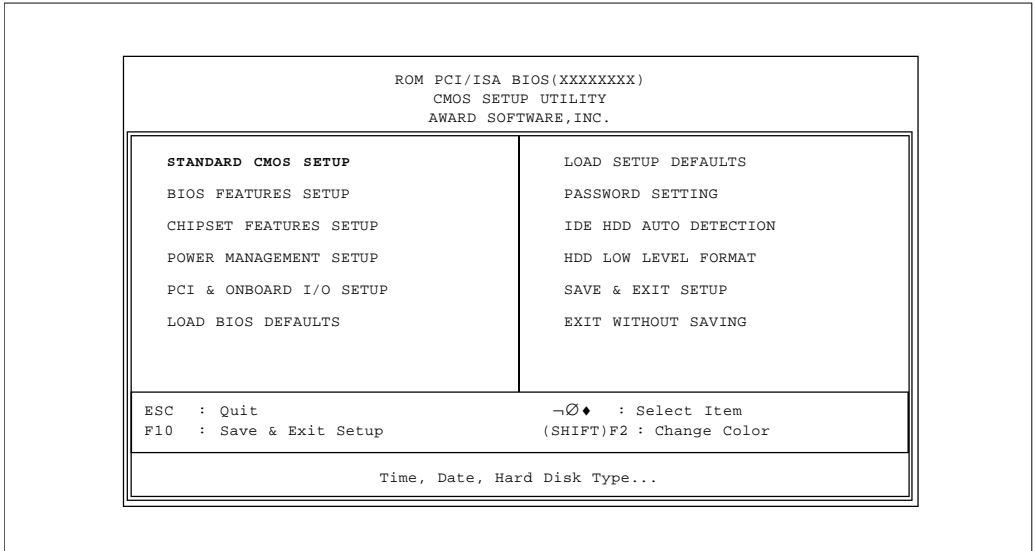 ROM PCI/ISA BIOS(XXXXXXXX)
CMOS SETUP UTILITY
AWARD SOFTWARE,INC.
STANDARD CMOS SETUP
BIOS FEATURES SETUP
CHIPSET FEATURES SETUP
POWER MANAGEMENT SETUP
PCI & ONBOARD I/O SETUP
LOAD BIOS DEFAULTS
LOAD SETUP DEFAULTS
PASSWORD SETTING
IDE HDD AUTO DETECTION
HDD LOW LEVEL FORMAT
SAVE & EXIT SETUP
EXIT WITHOUT SAVING
ESC : Quit
F10 : Save & Exit Setup
¬∅♦ : Select Item
(SHIFT)F2 : Change Color
Time, Date, Hard Disk Type...